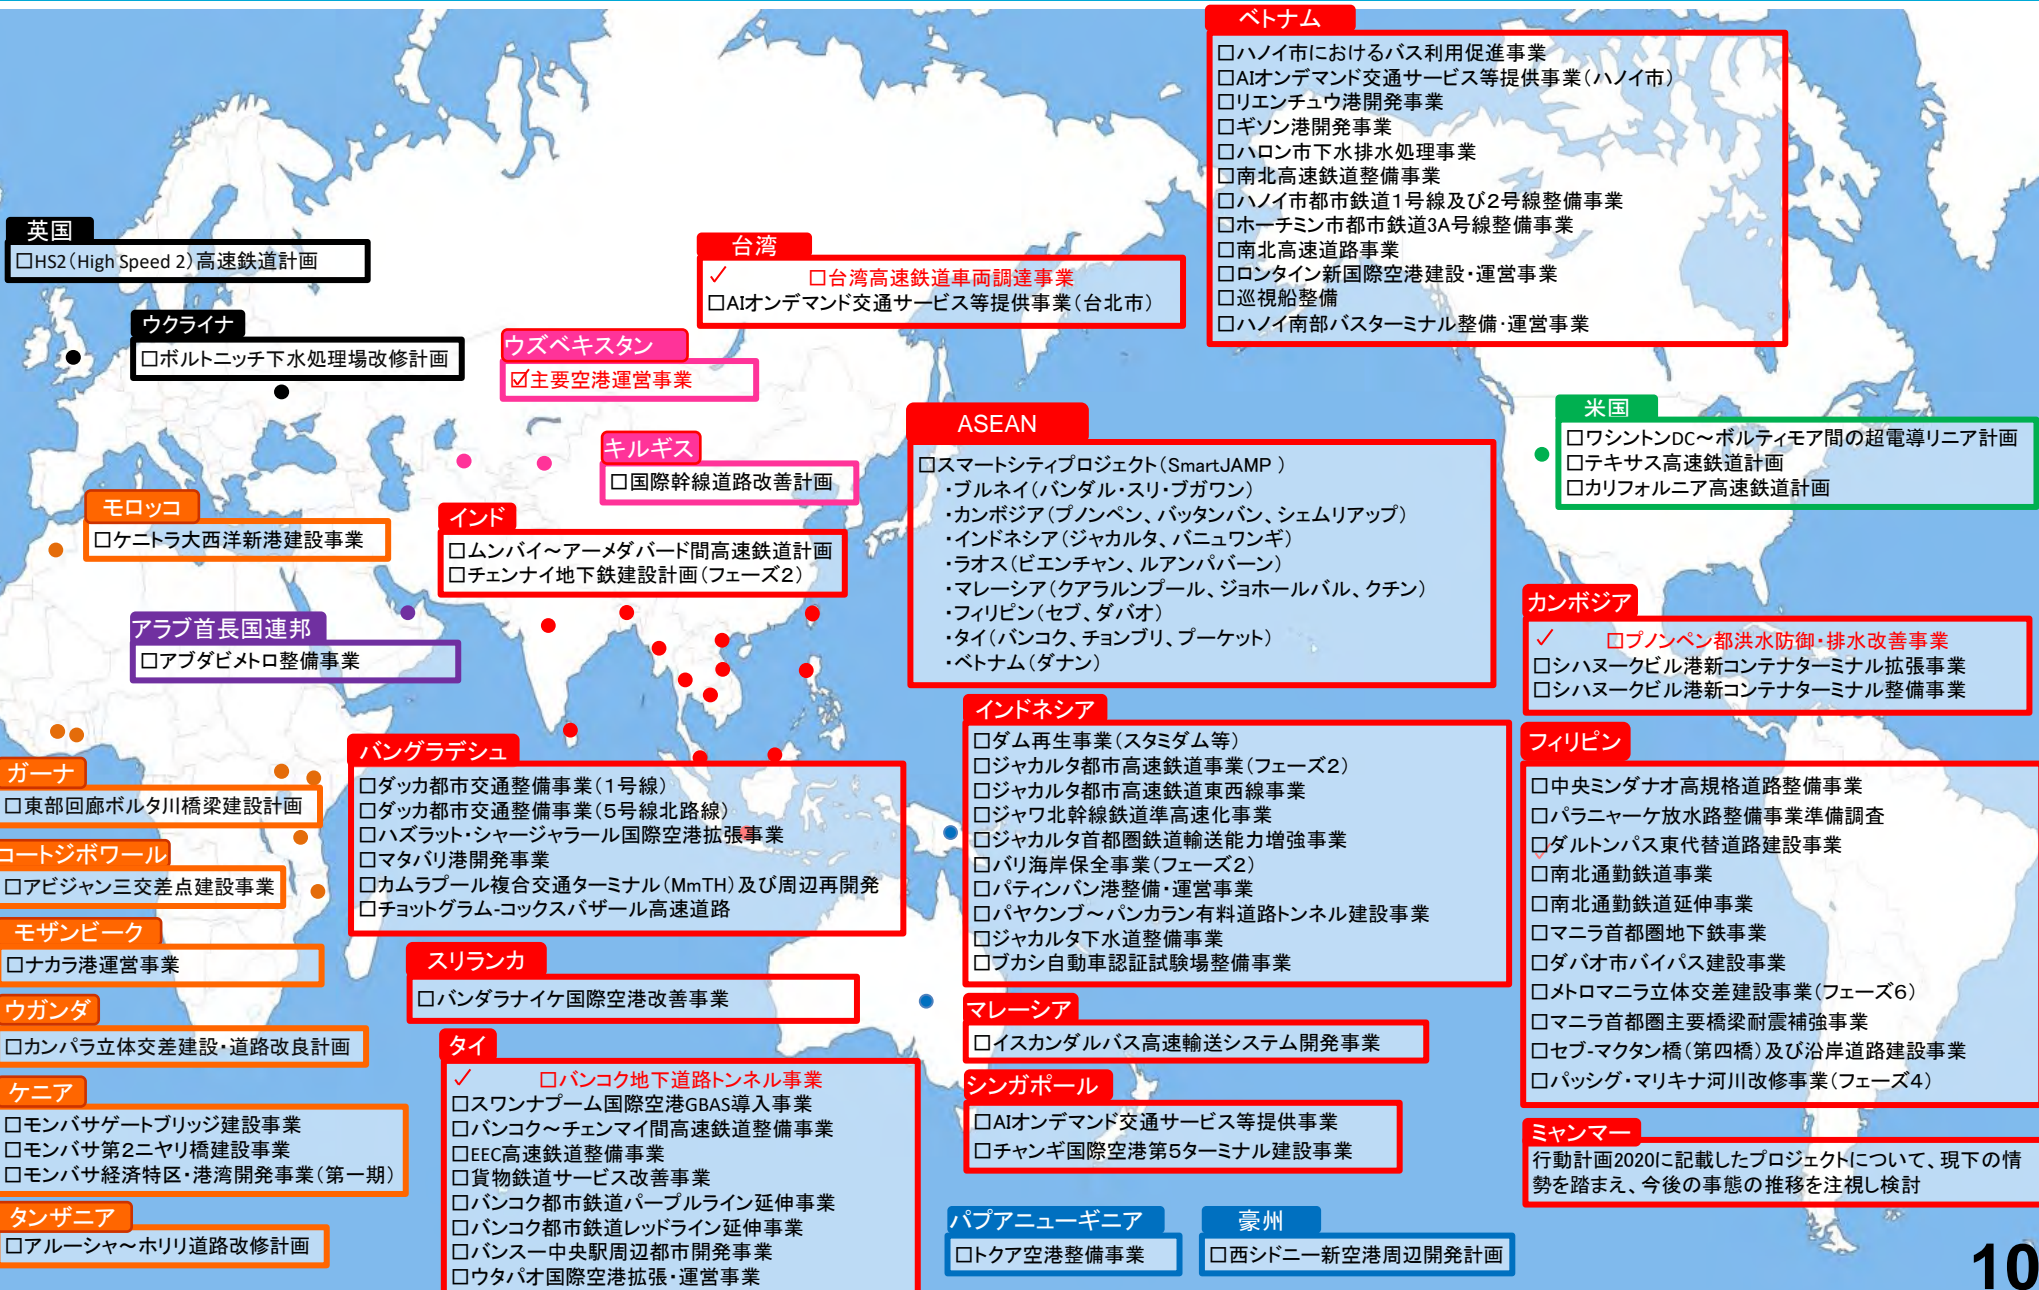 ベトナム
□ハノイ市におけるバス利用促進事業
□AIオンデマンド交通サービス等提供事業（ハノイ市）
□リエンチュウ港開発事業
□ギソン港開発事業
□ハロン市下水排水処理事業
□南北高速鉄道整備事業
□ハノイ市都市鉄道1号線及び2号線整備事業
□ホーチミン市都市鉄道3A号線整備事業
□南北高速道路事業
□ロンタイン新国際空港建設・運営事業
□巡視船整備
□ハノイ南部バスターミナル整備・運営事業
英国
□HS2（High Speed 2）高速鉄道計画
台湾
✓ □台湾高速鉄道車両調達事業
□AIオンデマンド交通サービス等提供事業（台北市）
ウクライナ
□ボルトニッチ下水処理場改修計画
ウズベキスタン
☑主要空港運営事業
キルギス
□国際幹線道路改善計画
ASEAN
□スマートシティプロジェクト（SmartJAMP ）
・ブルネイ（バンダル・スリ・ブガワン）
・カンボジア（プノンペン、バッタンバン、シェムリアップ）
・インドネシア（ジャカルタ、バニュワンギ）
・ラオス（ビエンチャン、ルアンパバーン）
・マレーシア（クアラルンプール、ジョホールバル、クチン）
・フィリピン（セブ、ダバオ）
・タイ（バンコク、チョンブリ、プーケット）
・ベトナム（ダナン）
米国
□ワシントンDC～ボルティモア間の超電導リニア計画
□テキサス高速鉄道計画
□カリフォルニア高速鉄道計画
モロッコ
□ケニトラ大西洋新港建設事業
インド
□ムンバイ～アーメダバード間高速鉄道計画
□チェンナイ地下鉄建設計画（フェーズ2）
アラブ首長国連邦
□アブダビメトロ整備事業
カンボジア
✓ □プノンペン都洪水防御・排水改善事業
□シハヌークビル港新コンテナターミナル拡張事業
□シハヌークビル港新コンテナターミナル整備事業
インドネシア
□ダム再生事業（スタミダム等）
□ジャカルタ都市高速鉄道事業（フェーズ2）
□ジャカルタ都市高速鉄道東西線事業
□ジャワ北幹線鉄道準高速化事業
□ジャカルタ首都圏鉄道輸送能力増強事業
□バリ海岸保全事業（フェーズ2）
□パティンバン港整備・運営事業
□パヤクンブ～パンカラン有料道路トンネル建設事業
□ジャカルタ下水道整備事業
□ブカシ自動車認証試験場整備事業
フィリピン
□中央ミンダナオ高規格道路整備事業
□パラニャーケ放水路整備事業準備調査
□ダルトンパス東代替道路建設事業
□南北通勤鉄道事業
□南北通勤鉄道延伸事業
□マニラ首都圏地下鉄事業
□ダバオ市バイパス建設事業
□メトロマニラ立体交差建設事業（フェーズ6）
□マニラ首都圏主要橋梁耐震補強事業
□セブ-マクタン橋（第四橋）及び沿岸道路建設事業
□パッシグ・マリキナ河川改修事業（フェーズ4）
バングラデシュ
□ダッカ都市交通整備事業（1号線）
□ダッカ都市交通整備事業（5号線北路線）
□ハズラット・シャージャラール国際空港拡張事業
□マタバリ港開発事業
□カムラプール複合交通ターミナル（MmTH）及び周辺再開発
□チョットグラム-コックスバザール高速道路
ガーナ
□東部回廊ボルタ川橋梁建設計画
コートジボワール
□アビジャン三交差点建設事業
モザンビーク
□ナカラ港運営事業
ウガンダ
□カンパラ立体交差建設・道路改良計画
ケニア
□モンバサゲートブリッジ建設事業
□モンバサ第2ニヤリ橋建設事業
□モンバサ経済特区・港湾開発事業（第一期）
タンザニア
□アルーシャ～ホリリ道路改修計画
スリランカ
□バンダラナイケ国際空港改善事業
タイ
✓ □バンコク地下道路トンネル事業
□スワンナプーム国際空港GBAS導入事業
□バンコク～チェンマイ間高速鉄道整備事業
□EEC高速鉄道整備事業
□貨物鉄道サービス改善事業
□バンコク都市鉄道パープルライン延伸事業
□バンコク都市鉄道レッドライン延伸事業
□バンスー中央駅周辺都市開発事業
□ウタパオ国際空港拡張・運営事業
マレーシア
□イスカンダルバス高速輸送システム開発事業
シンガポール
□AIオンデマンド交通サービス等提供事業
□チャンギ国際空港第5ターミナル建設事業
ミャンマー
行動計画2020に記載したプロジェクトについて、現下の情
勢を踏まえ、今後の事態の推移を注視し検討
パプアニューギニア
□トクア空港整備事業
豪州
□西シドニー新空港周辺開発計画
10